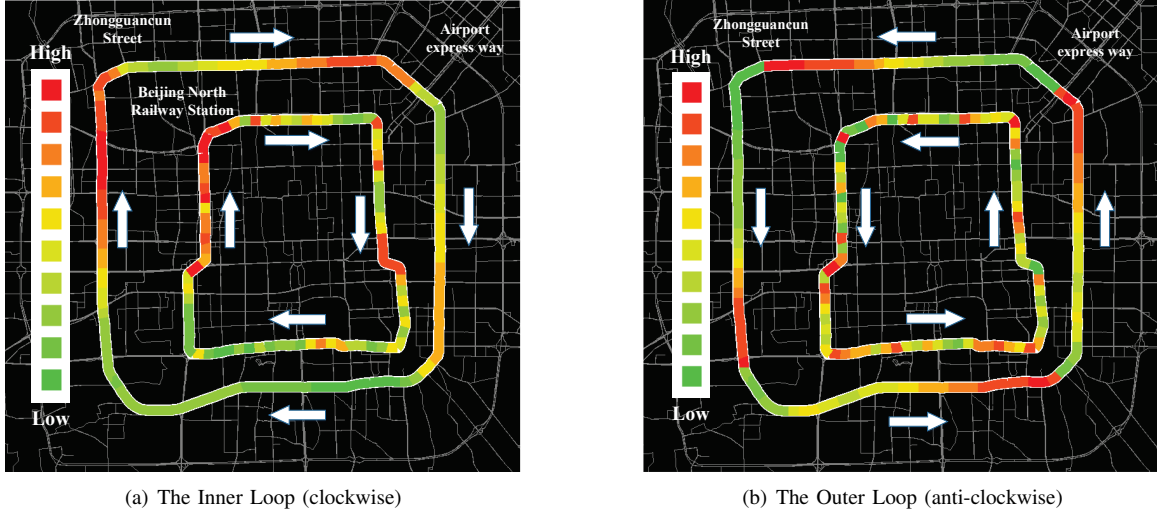 Zhongguancun
Street
Airport
express way
High
Beijing North
Railway Station
Low
(a) The Inner Loop (clockwise)
Zhongguancun
Street
Airport
express way
High
Low
(b) The Outer Loop (anti-clockwise)